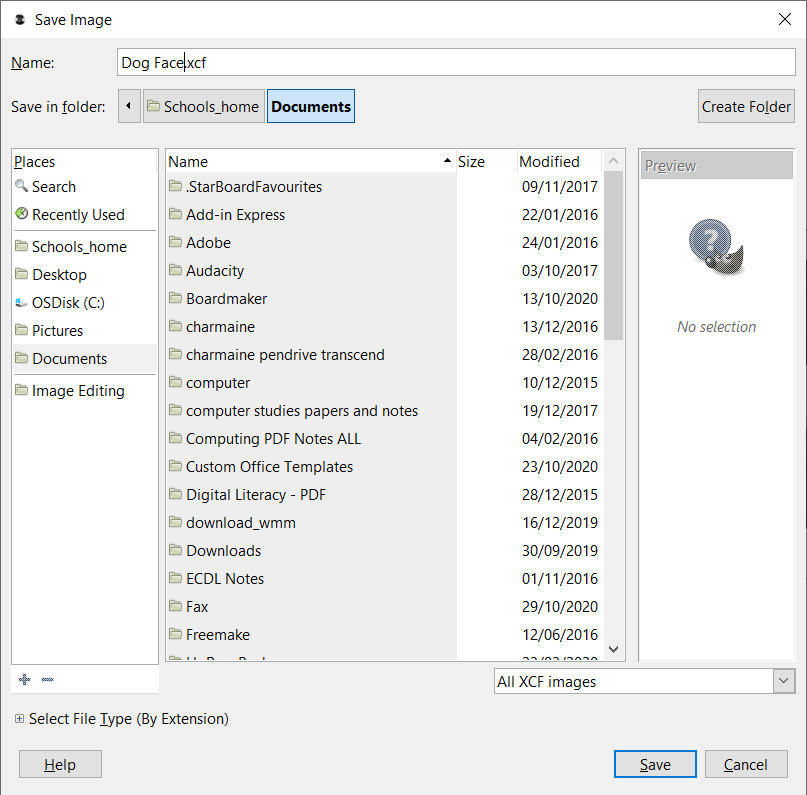 Save Image
Name: Dog Face.xcf
Save in folder: Schools_home Documents Create Folder
Places
Search
Recently Used
Schools_home
Desktop
OSDisk (C:)
Pictures
Documents
Image Editing
Name Size Modified
.StarBoardFavourites 09/11/2017
Add-in Express 22/01/2016
Adobe 24/01/2016
Audacity 03/10/2017
Boardmaker 13/10/2020
charmaine 13/12/2016
charmaine pendrive transcend 28/02/2016
computer 10/12/2015
computer studies papers and notes 19/12/2017
Computing PDF Notes ALL 04/02/2016
Custom Office Templates 23/10/2020
Digital Literacy - PDF 28/12/2015
download_wmm 16/12/2019
Downloads 30/09/2019
ECDL Notes 01/11/2016
Fax 29/10/2020
Freemake 12/06/2016
Preview
?
No selection
All XCF images
Select File Type (By Extension)
Help Save Cancel